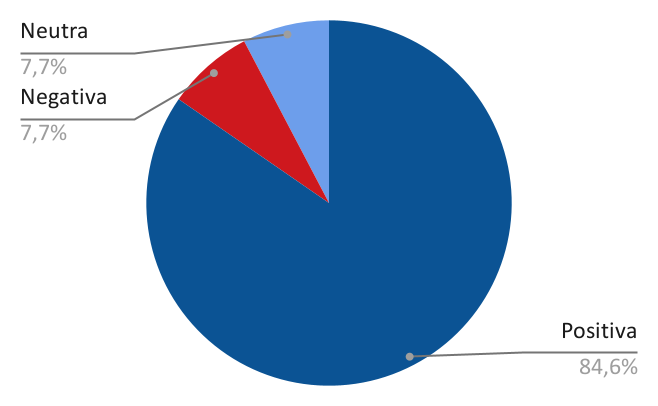 Neutra
7,7%
Negativa
7,7%
Positiva
84,6%